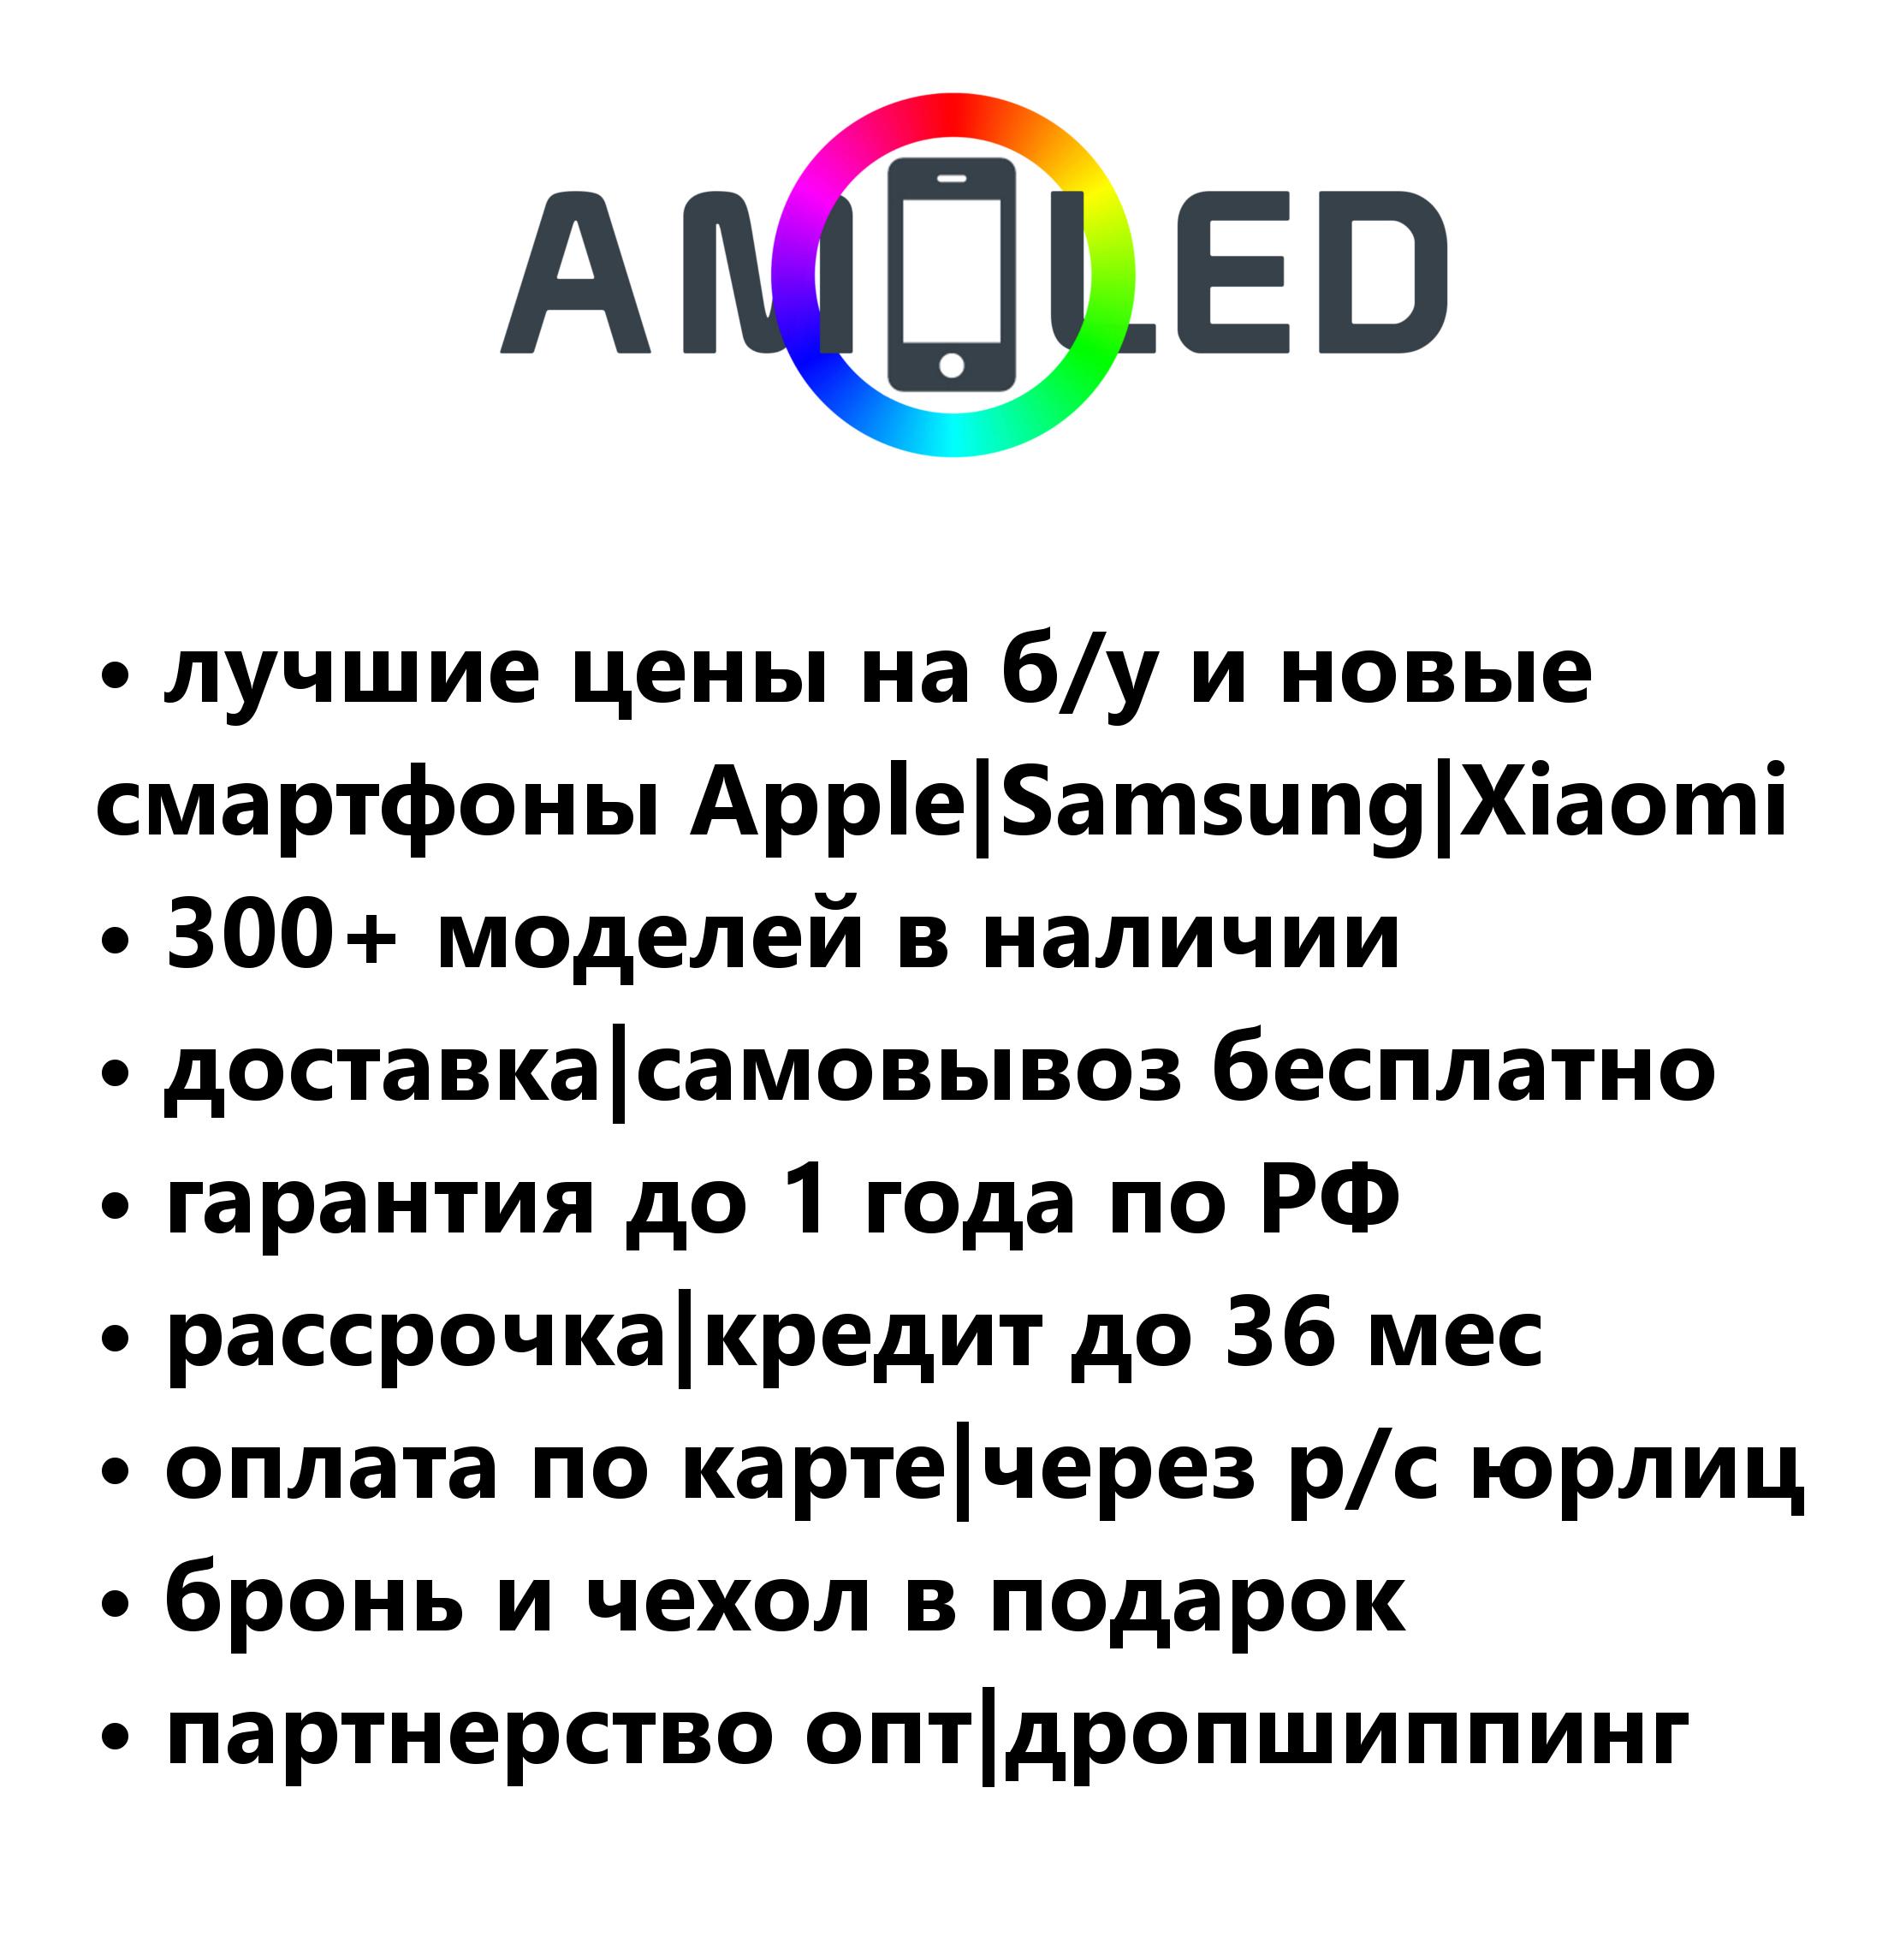 AMOLED
• лучшие цены на б/у и новые
смартфоны Apple|Samsung|Xiaomi
• 300+ моделей в наличии
• доставка|самовывоз бесплатно
• гарантия до 1 года по РФ
• рассрочка|кредит до 36 мес
• оплата по карте|через р/с юрлиц
• бронь и чехол в подарок
• партнерство опт|дропшиппинг